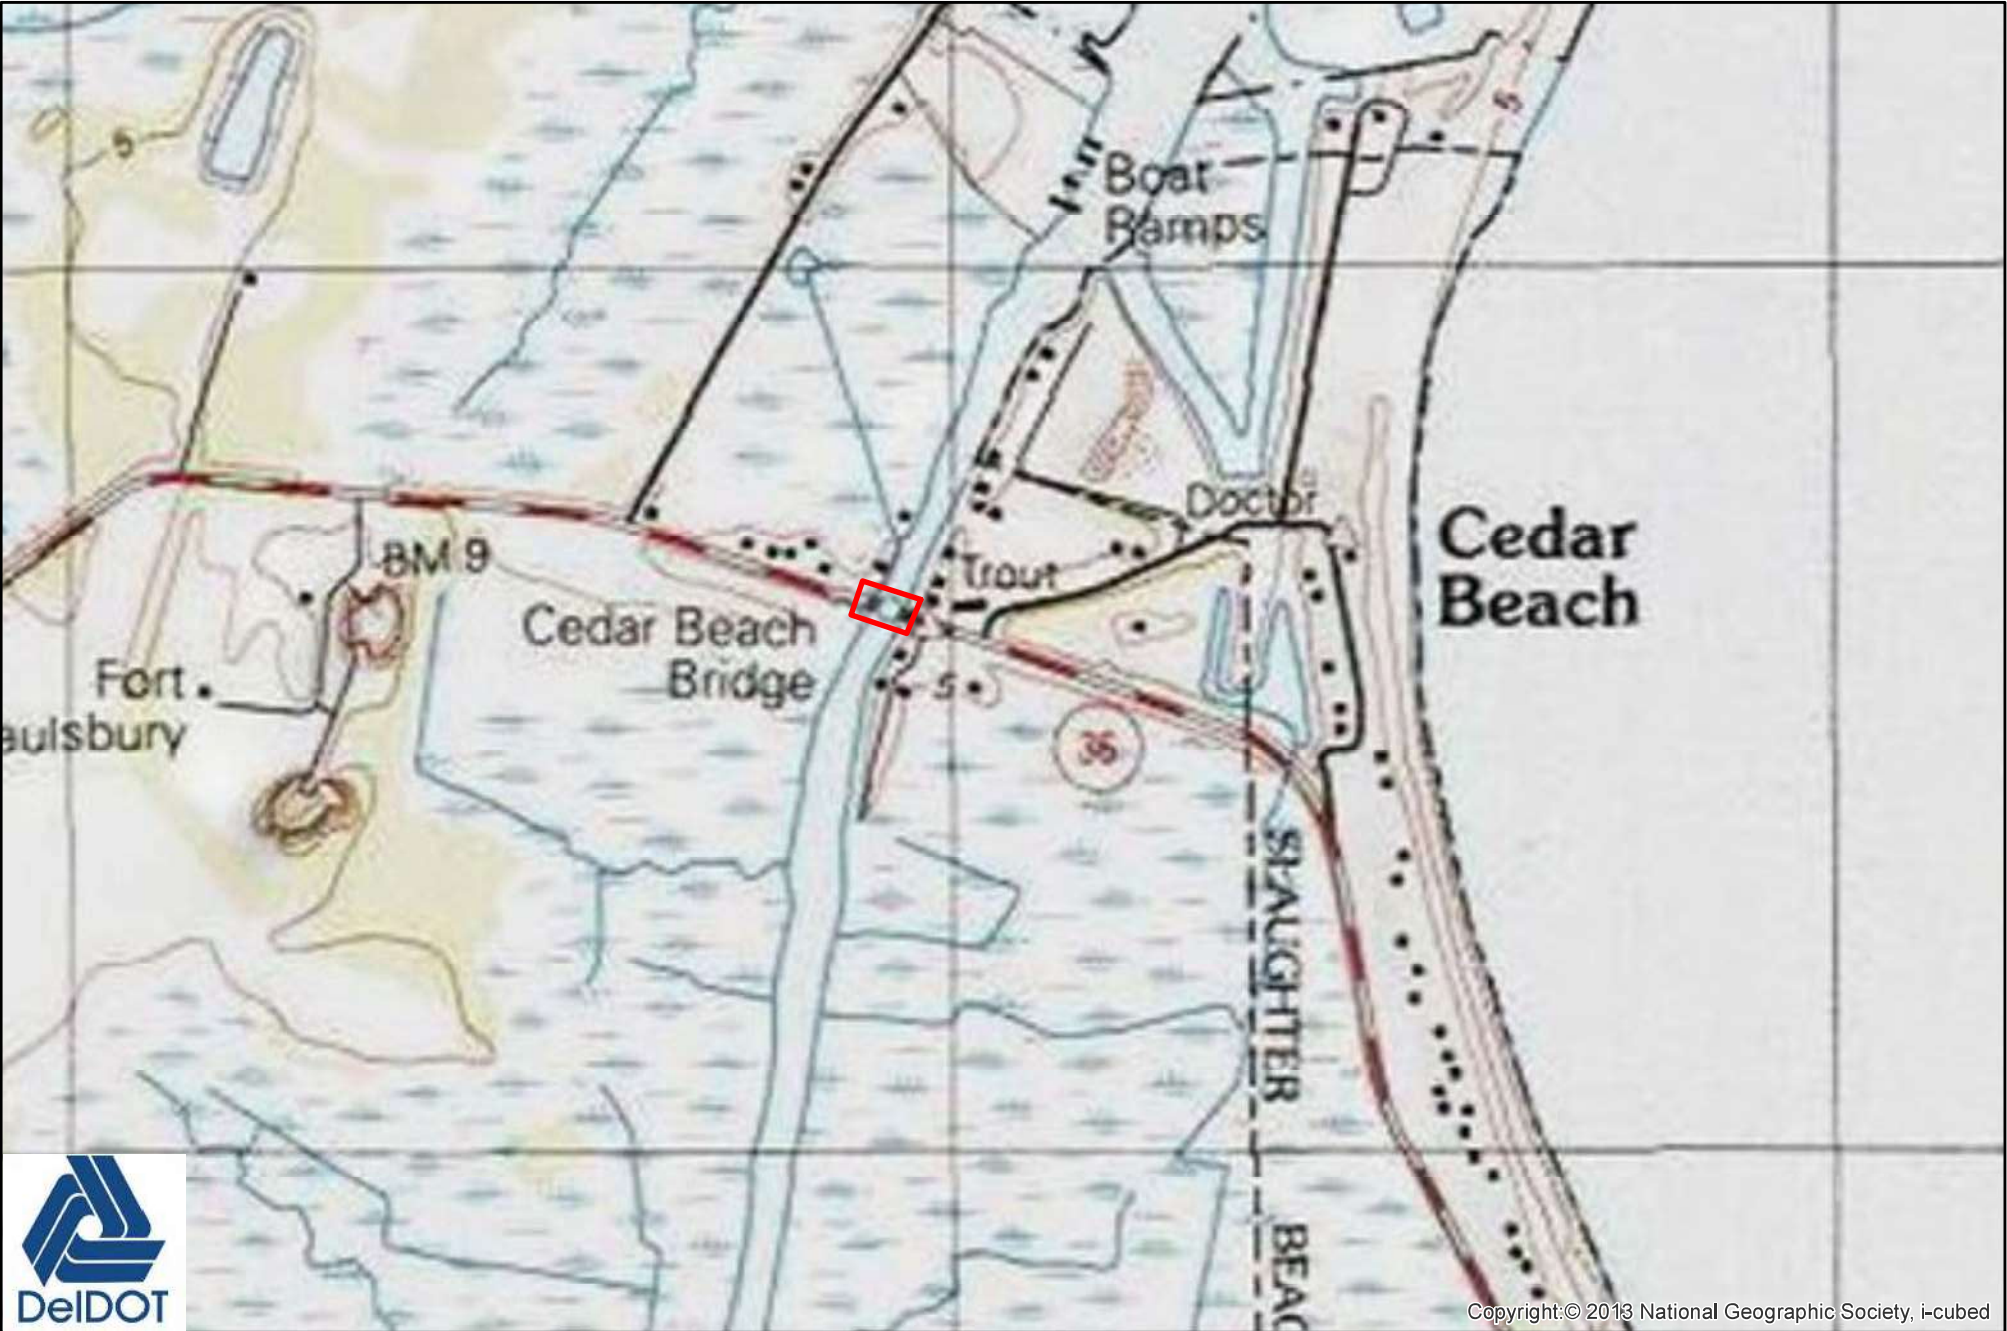 5
5
Boat
Ramps
Doctor
Cedar
Beach
BM 9
Trout
Cedar Beach
Bridge
Fort
aulsbury
5
36
SLAUGHTER
BEAC
DelDOT
Copyright:© 2013 National Geographic Society, i-cubed